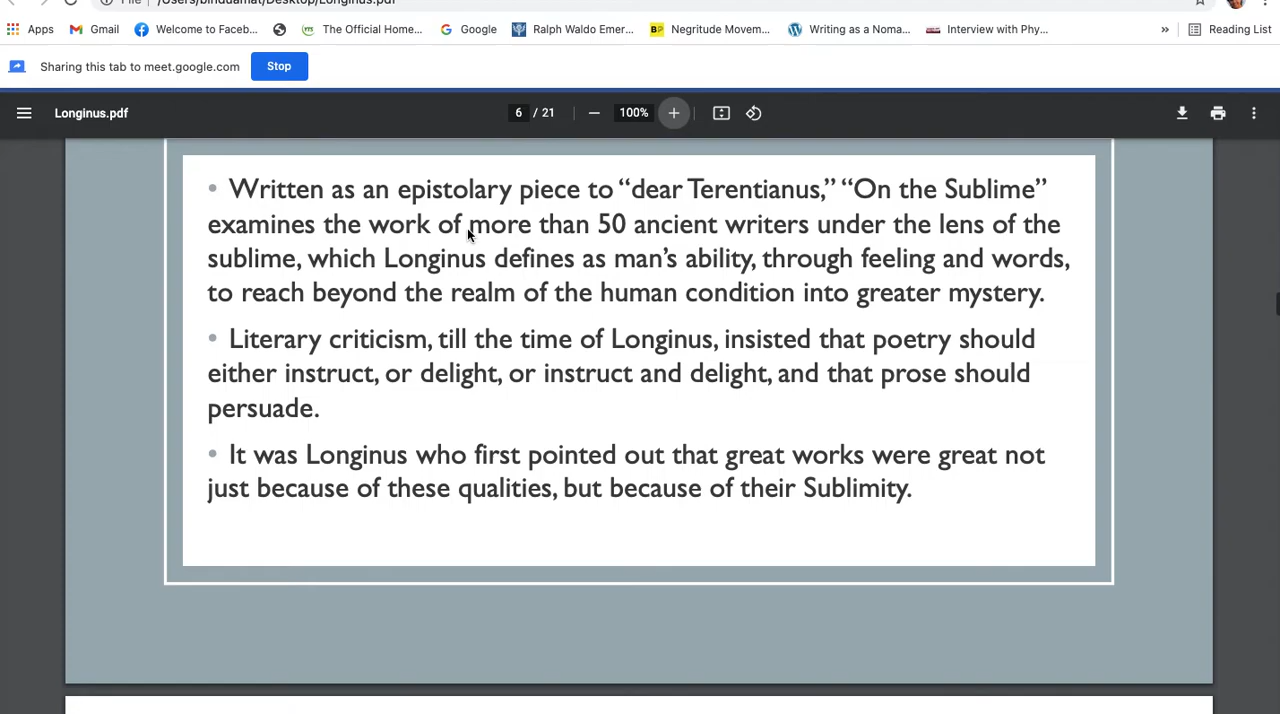 File /Users/bindudamat/Desktop/Longinus.pdf
Apps Gmail Welcome to Faceb... The Official Home... Google Ralph Waldo Emer... Negritude Movem... Writing as a Noma... Interview with Phy... » Reading List
Sharing this tab to meet.google.com Stop
Longinus.pdf 6 / 21 100%
• Written as an epistolary piece to “dear Terentianus,” “On the Sublime”
examines the work of more than 50 ancient writers under the lens of the
sublime, which Longinus defines as man’s ability, through feeling and words,
to reach beyond the realm of the human condition into greater mystery.
• Literary criticism, till the time of Longinus, insisted that poetry should
either instruct, or delight, or instruct and delight, and that prose should
persuade.
• It was Longinus who first pointed out that great works were great not
just because of these qualities, but because of their Sublimity.